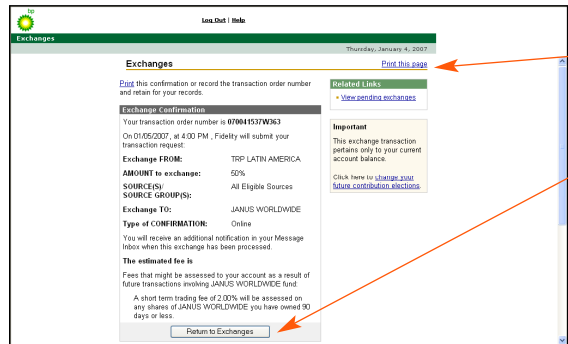 bp
Log Out | Help
Exchanges
Thursday, January 4, 2007
Exchanges
Print this page
Print this confirmation or record the transaction order number
and retain for your records.
Exchange Confirmation
Your transaction order number is 070041537W363
On 01/05/2007, at 4:00 PM , Fidelity will submit your
transaction request:
Exchange FROM: TRP LATIN AMERICA
AMOUNT to exchange: 50%
SOURCE(S)/ All Eligible Sources
SOURCE GROUP(S):
Exchange TO: JANUS WORLDWIDE
Type of CONFIRMATION: Online
You will receive an additional notification in your Message
Inbox when this exchange has been processed.
The estimated fee is
Fees that might be assessed to your account as a result of
future transactions involving JANUS WORLDWIDE fund:
A short term trading fee of 2.00% will be assessed on
any shares of JANUS WORLDWIDE you have owned 90
days or less.
Return to Exchanges
Related Links
View pending exchanges
Important
This exchange transaction
pertains only to your current
account balance.
Click here to change your
future contribution elections.